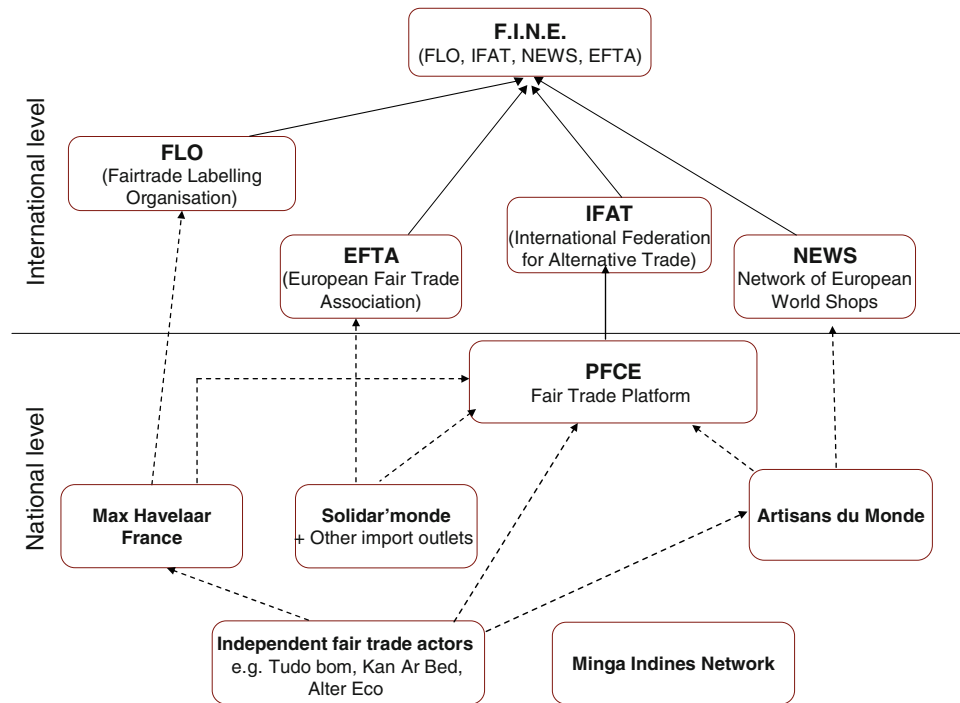 F.I.N.E.
(FLO, IFAT, NEWS, EFTA)
International level
FLO
(Fairtrade Labelling
Organisation)
EFTA
(European Fair Trade
Association)
IFAT
(International Federation
for Alternative Trade)
NEWS
Network of European
World Shops
National level
PFCE
Fair Trade Platform
Max Havelaar
France
Solidar’monde
+ Other import outlets
Artisans du Monde
Independent fair trade actors
e.g. Tudo bom, Kan Ar Bed,
Alter Eco
Minga Indines Network